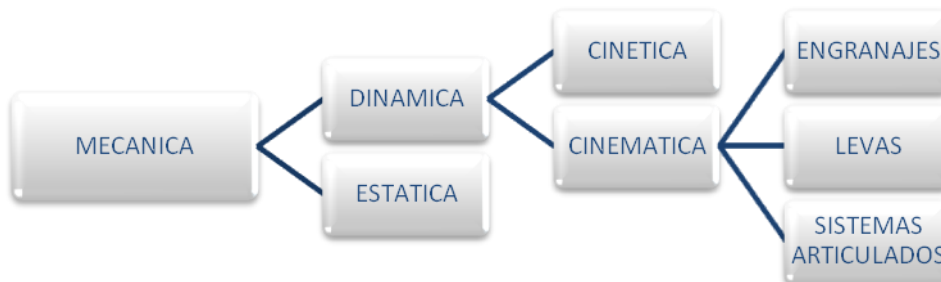 MECANICA
DINAMICA
ESTATICA
CINETICA
CINEMATICA
ENGRANAJES
LEVAS
SISTEMAS
ARTICULADOS